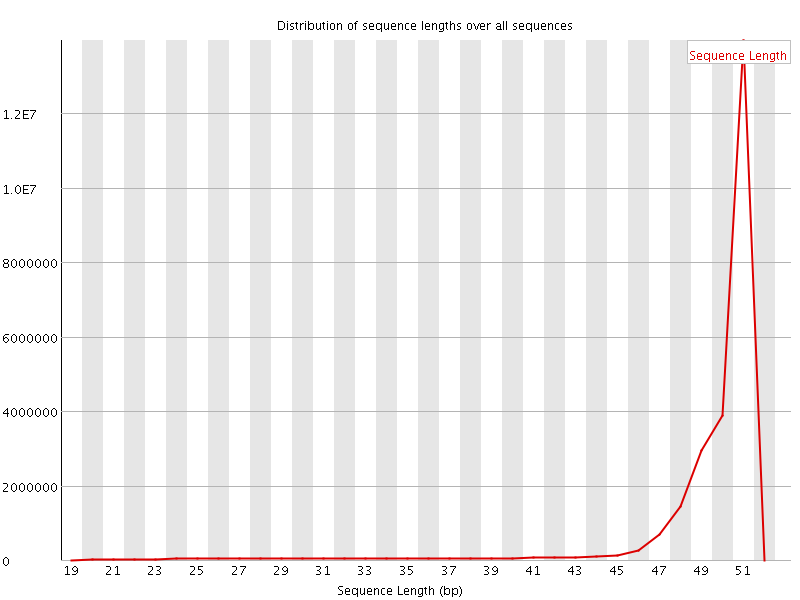 Distribution of sequence lengths over all sequences
Sequence Length
1.2E7
1.0E7
8000000
6000000
4000000
2000000
0
19 21 23 25 27 29 31 33 35 37 39 41 43 45 47 49 51
Sequence Length (bp)